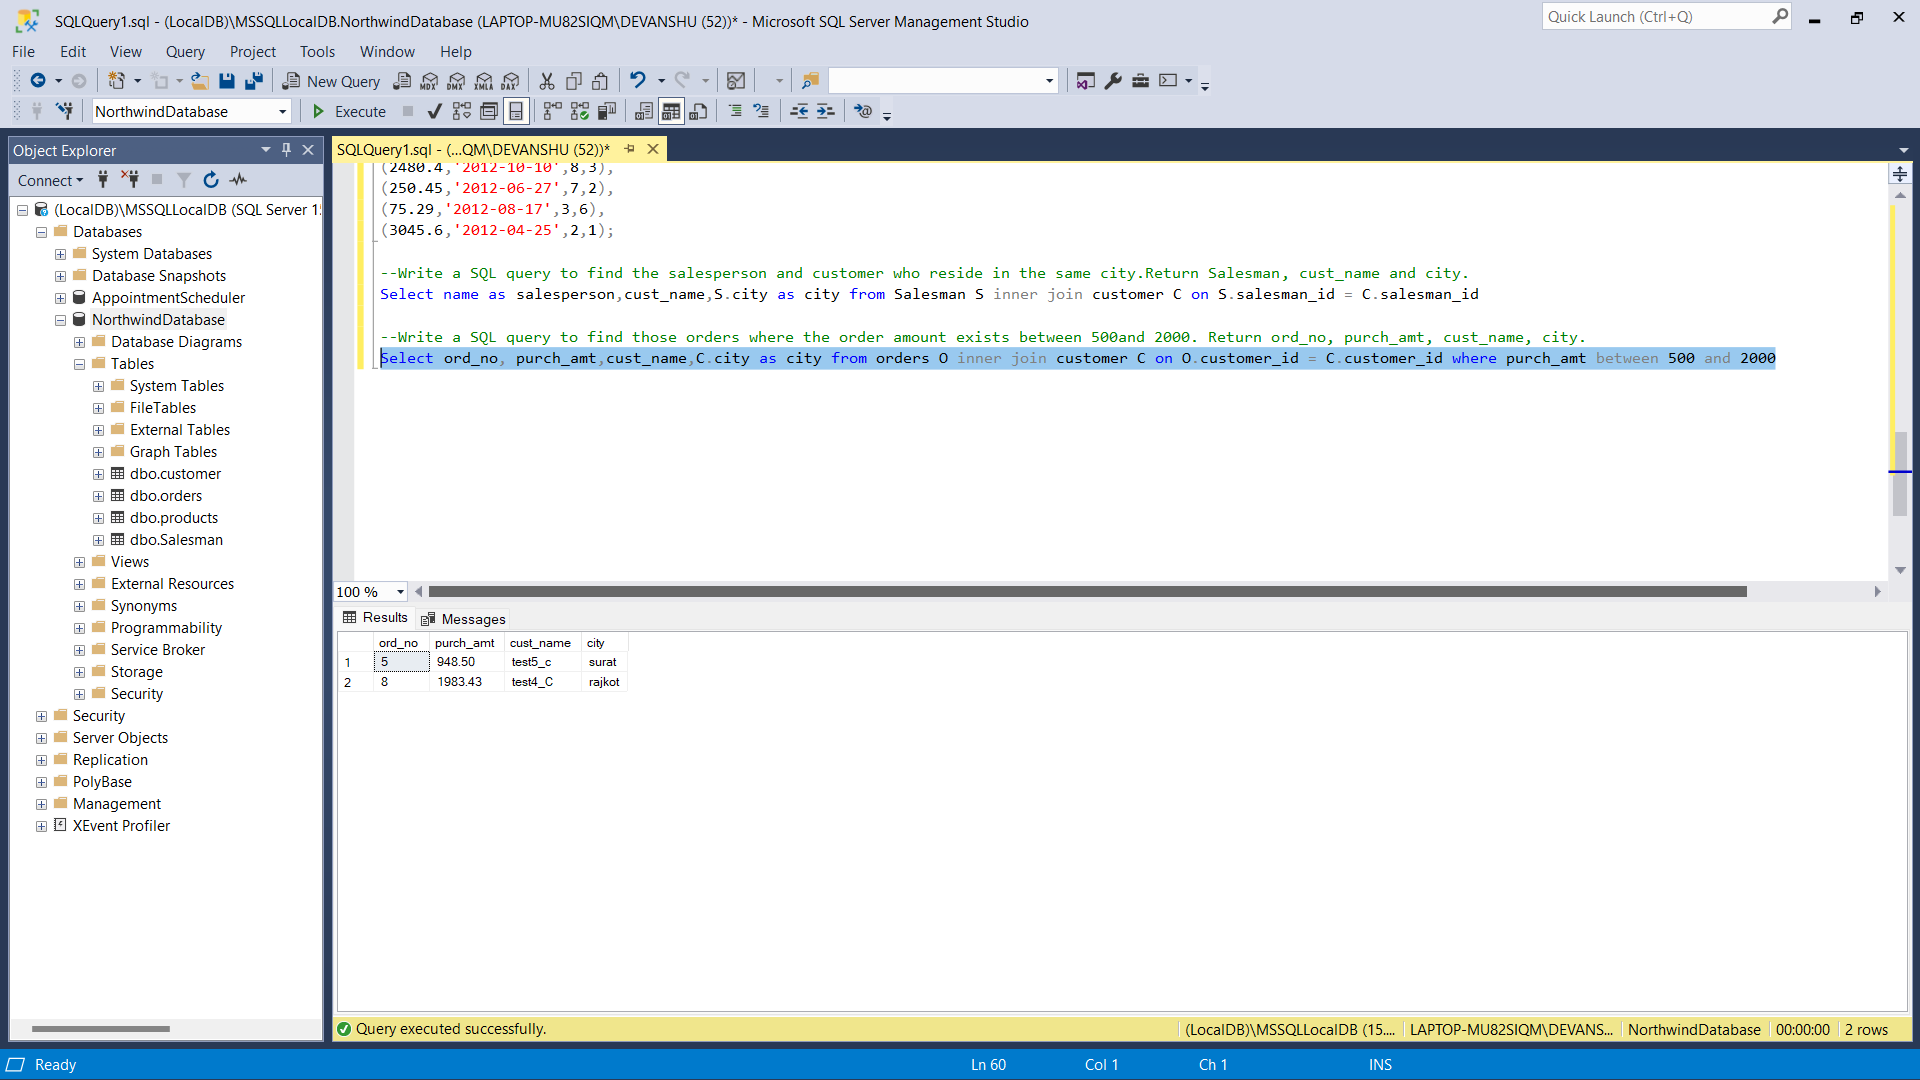 SQLQuery1.sql - (LocalDB)\MSSQLLocalDB.NorthwindDatabase (LAPTOP-MU82SIQM\DEVANSHU (52))* - Microsoft SQL Server Management Studio
Quick Launch (Ctrl+Q)
File Edit View Query Project Tools Window Help
New Query
MDX DMX XMLA DAX
NorthwindDatabase
Execute
Object Explorer
Connect
(LocalDB)\MSSQLLocalDB (SQL Server 15
Databases
System Databases
Database Snapshots
AppointmentScheduler
NorthwindDatabase
Database Diagrams
Tables
System Tables
FileTables
External Tables
Graph Tables
dbo.customer
dbo.orders
dbo.products
dbo.Salesman
Views
External Resources
Synonyms
Programmability
Service Broker
Storage
Security
Security
Server Objects
Replication
PolyBase
Management
XEvent Profiler
SQLQuery1.sql - (...QM\DEVANSHU (52))*
(2480.4,'2012-10-10',8,3),
(250.45,'2012-06-27',7,2),
(75.29,'2012-08-17',3,6),
(3045.6,'2012-04-25',2,1);
--Write a SQL query to find the salesperson and customer who reside in the same city.Return Salesman, cust_name and city.
Select name as salesperson,cust_name,S.city as city from Salesman S inner join customer C on S.salesman_id = C.salesman_id
--Write a SQL query to find those orders where the order amount exists between 500and 2000. Return ord_no, purch_amt, cust_name, city.
Select ord_no, purch_amt,cust_name,C.city as city from orders O inner join customer C on O.customer_id = C.customer_id where purch_amt between 500 and 2000
100 %
Results Messages
ord_no purch_amt cust_name city
1 5 948.50 test5_c surat
2 8 1983.43 test4_C rajkot
Query executed successfully.
(LocalDB)\MSSQLLocalDB (15.... LAPTOP-MU82SIQM\DEVANS... NorthwindDatabase 00:00:00 2 rows
Ready
Ln 60 Col 1 Ch 1 INS